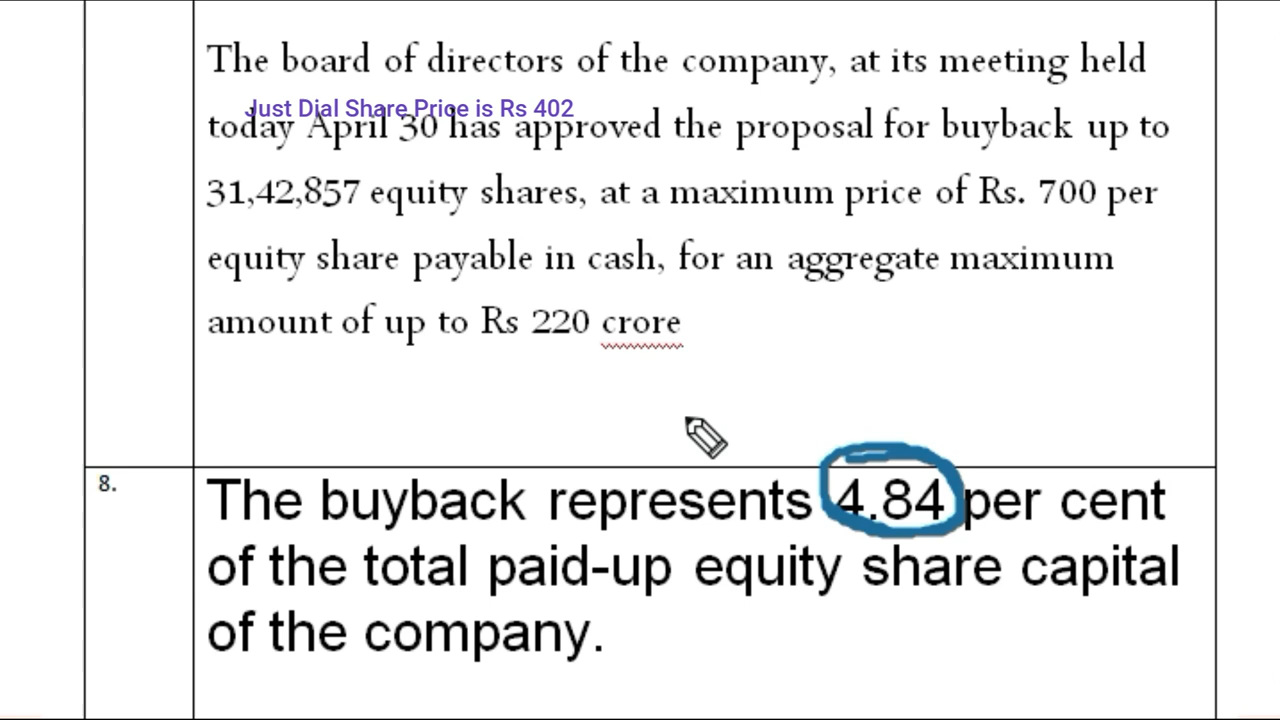 The board of directors of the company, at its meeting held
Just Dial Share Price is Rs 402
today April 30 has approved the proposal for buyback up to
31,42,857 equity shares, at a maximum price of Rs. 700 per
equity share payable in cash, for an aggregate maximum
amount of up to Rs 220 crore
8.
The buyback represents 4.84 per cent
of the total paid-up equity share capital
of the company.